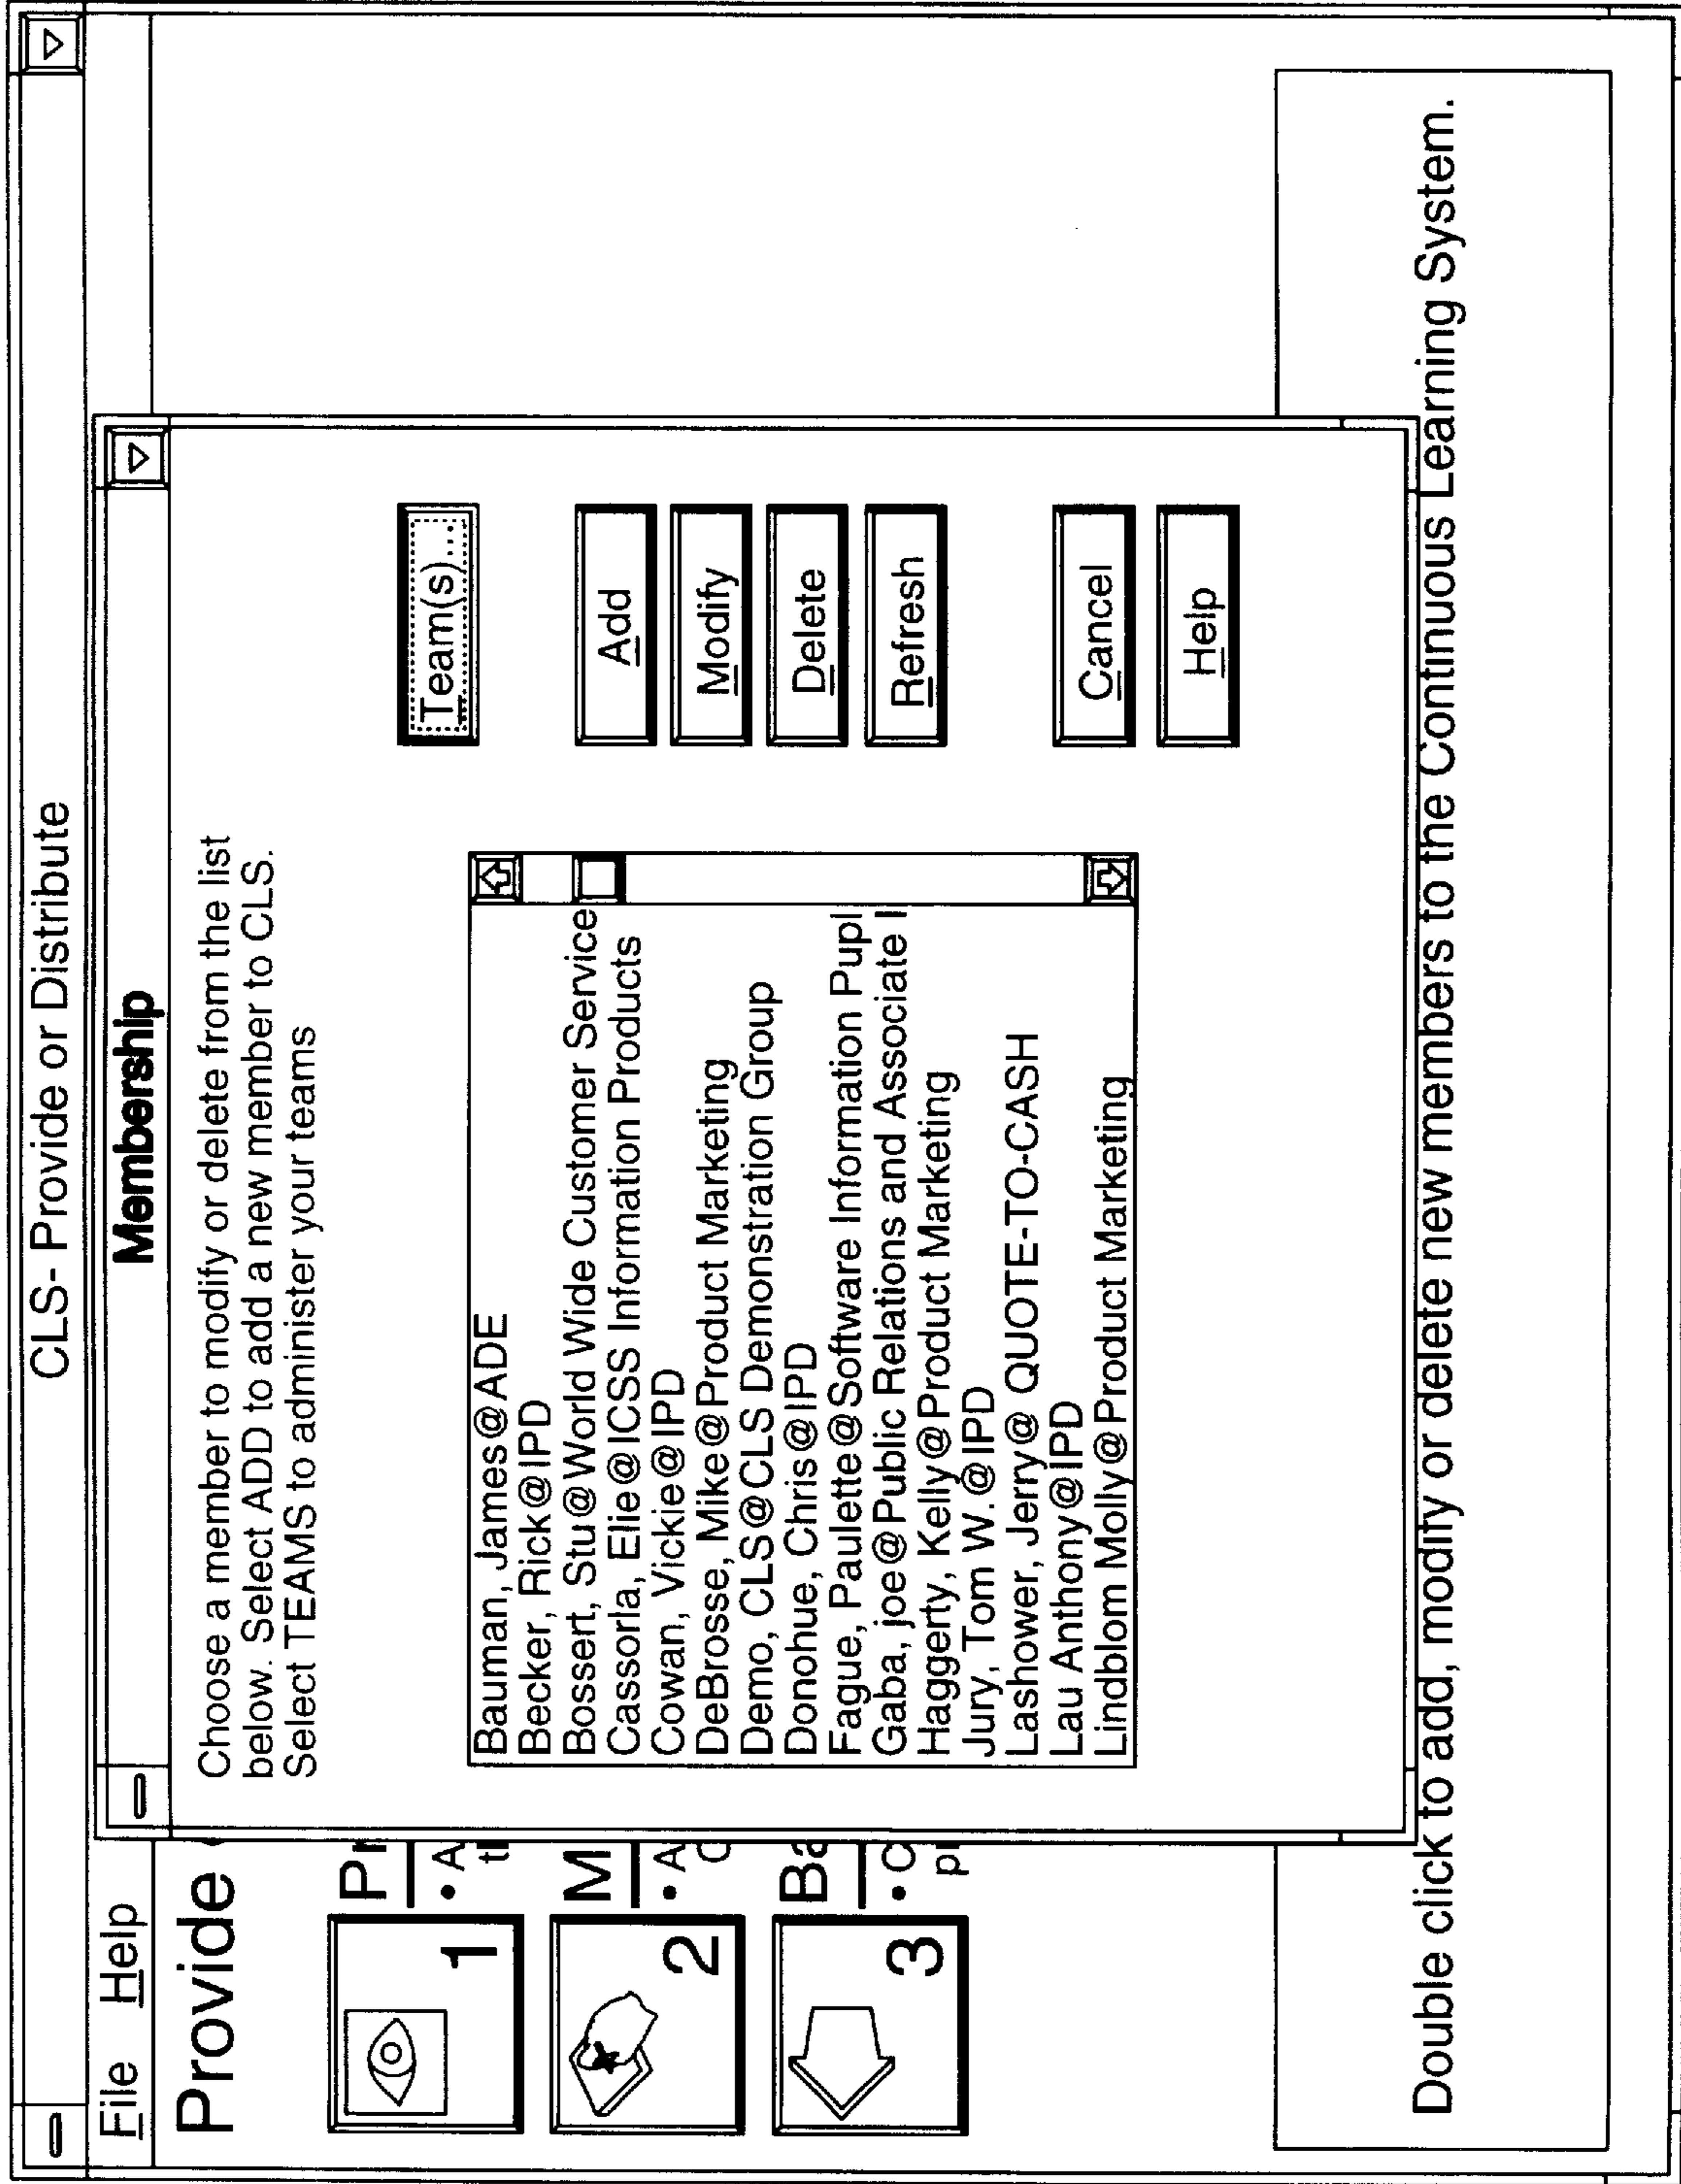 CLS- Provide or Distribute
File Help
Provide
Membership
Choose a member to modify or delete from the list
below. Select ADD to add a new member to CLS.
Select TEAMS to administer your teams
Bauman, James@ADE
Becker, Rick@IPD
Bossert, Stu@World Wide Customer Service
Cassorla, Elie@ICSS Information Products
Cowan, Vickie@IPD
DeBrosse, Mike@Product Marketing
Demo, CLS@CLS Demonstration Group
Donohue, Chris@IPD
Fague, Paulette@Software Information Pupl
Gaba, joe@Public Relations and Associate I
Haggerty, Kelly@Product Marketing
Jury, Tom W.@IPD
Lashower, Jerry@ QUOTE-TO-CASH
Lau Anthony@IPD
Lindblom Molly@Product Marketing
Team(s)...
Add
Modify
Delete
Refresh
Cancel
Help
1
Pr
• A
2
M
• A
3
Ba
Double click to add, modify or delete new members to the Continuous Learning System.